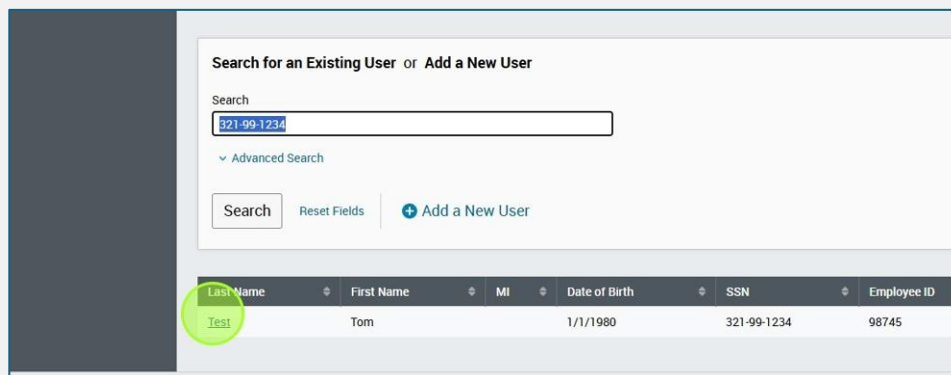 Search for an Existing User or Add a New User
Search
321-99-1234
Advanced Search
Search Reset Fields Add a New User
Last Name First Name MI Date of Birth SSN Employee ID
Test Tom 1/1/1980 321-99-1234 98745